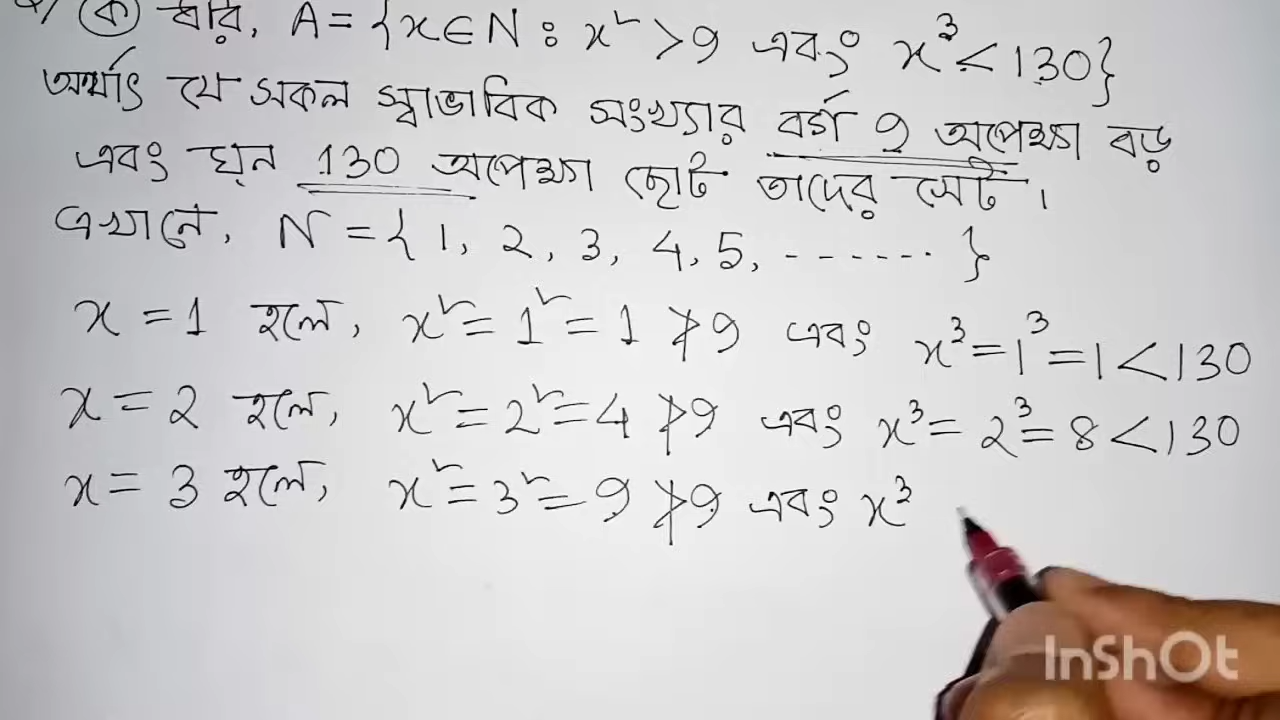 (ক) ধরি, A = {x∈N : x² > 9 এবং x³ < 130}
অর্থাৎ যে সকল স্বাভাবিক সংখ্যার বর্গ 9 অপেক্ষা বড়
এবং ঘন 130 অপেক্ষা ছোট তাদের সেট।
এখানে, N = {1, 2, 3, 4, 5, ------- }
x = 1 হলে, x² = 1² = 1 ≯ 9 এবং x³ = 1³ = 1 < 130
x = 2 হলে, x² = 2² = 4 ≯ 9 এবং x³ = 2³ = 8 < 130
x = 3 হলে, x² = 3² = 9 ≯ 9 এবং x³
InShOt